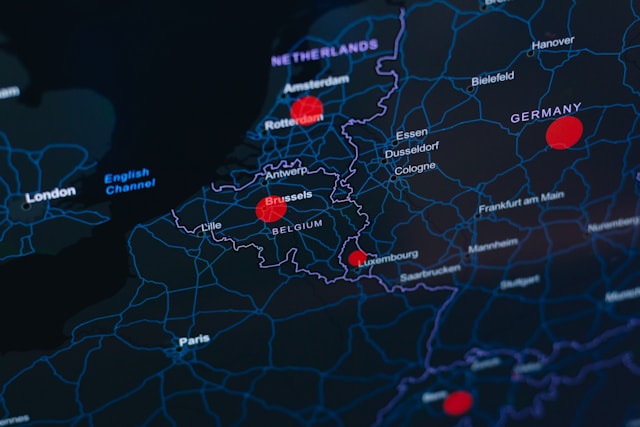 NETHERLANDS
Hanover
Amsterdam
Bielefeld
Rotterdam
GERMANY
Essen
Dusseldorf
Cologne
Antwerp
English
Channel
London
Brussels
Frankfurt am Main
Lille
BELGIUM
Nuremberg
Mannheim
Luxembourg
Saarbrucken
Stuttgart
Paris
Bern